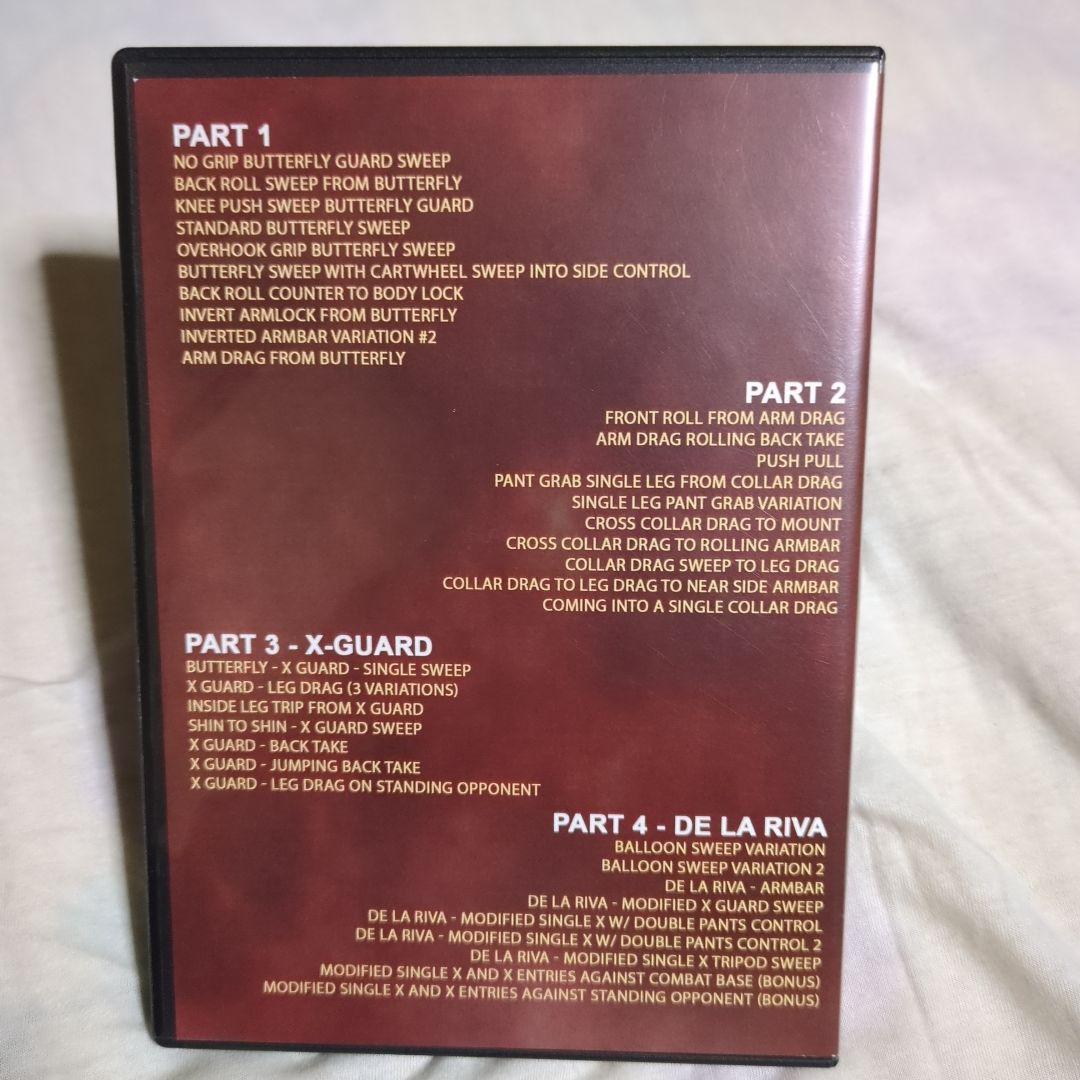 PART 1
NO GRIP BUTTERFLY GUARD SWEEP
BACK ROLL SWEEP FROM BUTTERFLY
KNEE PUSH SWEEP BUTTERFLY GUARD
STANDARD BUTTERFLY SWEEP
OVERHOOK GRIP BUTTERFLY SWEEP
BUTTERFLY SWEEP WITH CARTWHEEL SWEEP INTO SIDE CONTROL
BACK ROLL COUNTER TO BODY LOCK
INVERT ARMLOCK FROM BUTTERFLY
INVERTED ARMBAR VARIATION #2
ARM DRAG FROM BUTTERFLY
PART 2
FRONT ROLL FROM ARM DRAG
ARM DRAG ROLLING BACK TAKE
PUSH PULL
PANT GRAB SINGLE LEG FROM COLLAR DRAG
SINGLE LEG PANT GRAB VARIATION
CROSS COLLAR DRAG TO MOUNT
CROSS COLLAR DRAG TO ROLLING ARMBAR
COLLAR DRAG SWEEP TO LEG DRAG
COLLAR DRAG TO LEG DRAG TO NEAR SIDE ARMBAR
COMING INTO A SINGLE COLLAR DRAG
PART 3 - X-GUARD
BUTTERFLY - X GUARD - SINGLE SWEEP
X GUARD - LEG DRAG (3 VARIATIONS)
INSIDE LEG TRIP FROM X GUARD
SHIN TO SHIN - X GUARD SWEEP
X GUARD - BACK TAKE
X GUARD - JUMPING BACK TAKE
X GUARD - LEG DRAG ON STANDING OPPONENT
PART 4 - DE LA RIVA
BALLOON SWEEP VARIATION
BALLOON SWEEP VARIATION 2
DE LA RIVA - ARMBAR
DE LA RIVA - MODIFIED X GUARD SWEEP
DE LA RIVA - MODIFIED SINGLE X W/ DOUBLE PANTS CONTROL
DE LA RIVA - MODIFIED SINGLE X W/ DOUBLE PANTS CONTROL 2
DE LA RIVA - MODIFIED SINGLE X TRIPOD SWEEP
MODIFIED SINGLE X AND X ENTRIES AGAINST COMBAT BASE (BONUS)
MODIFIED SINGLE X AND X ENTRIES AGAINST STANDING OPPONENT (BONUS)